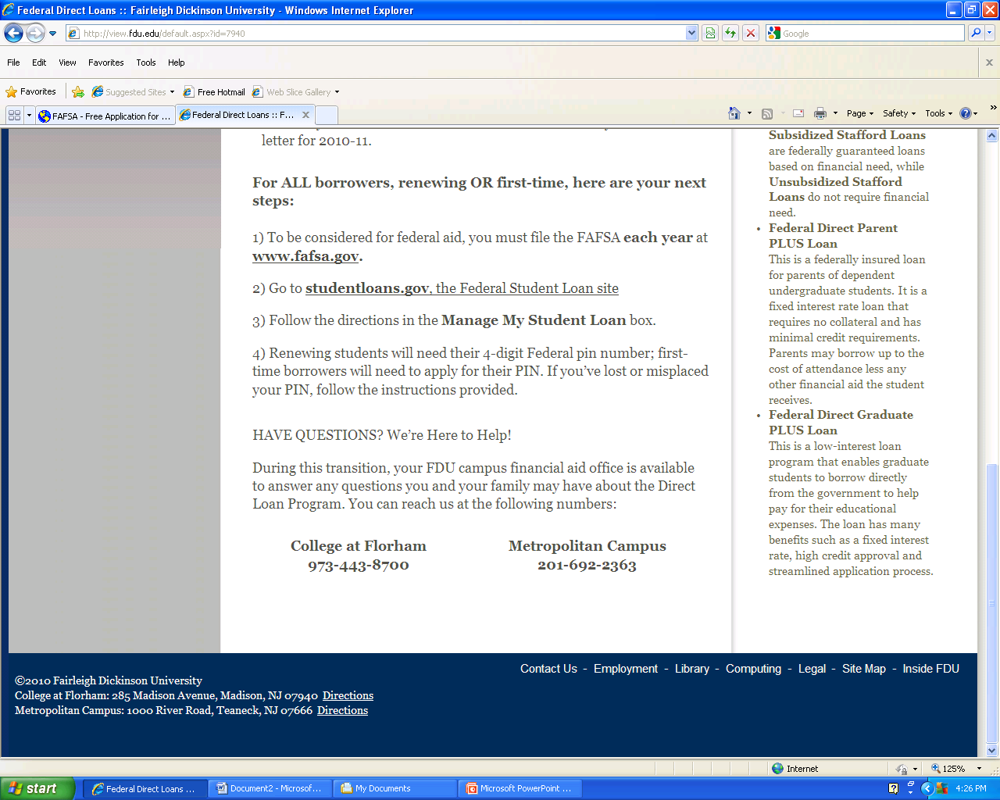 Federal Direct Loans :: Fairleigh Dickinson University - Windows Internet Explorer
http://view.fdu.edu/default.aspx?id=7940
Google
File Edit View Favorites Tools Help
Favorites Suggested Sites Free Hotmail Web Slice Gallery
FAFSA - Free Application for ... Federal Direct Loans :: F... Page Safety Tools
letter for 2010-11.
For ALL borrowers, renewing OR first-time, here are your next
steps:
1) To be considered for federal aid, you must file the FAFSA each year at
www.fafsa.gov.
2) Go to studentloans.gov, the Federal Student Loan site
3) Follow the directions in the Manage My Student Loan box.
4) Renewing students will need their 4-digit Federal pin number; first-
time borrowers will need to apply for their PIN. If you’ve lost or misplaced
your PIN, follow the instructions provided.
HAVE QUESTIONS? We’re Here to Help!
During this transition, your FDU campus financial aid office is available
to answer any questions you and your family may have about the Direct
Loan Program. You can reach us at the following numbers:
College at Florham Metropolitan Campus
973-443-8700 201-692-2363
Subsidized Stafford Loans
are federally guaranteed loans
based on financial need, while
Unsubsidized Stafford
Loans do not require financial
need.
• Federal Direct Parent
PLUS Loan
This is a federally insured loan
for parents of dependent
undergraduate students. It is a
fixed interest rate loan that
requires no collateral and has
minimal credit requirements.
Parents may borrow up to the
cost of attendance less any
other financial aid the student
receives.
• Federal Direct Graduate
PLUS Loan
This is a low-interest loan
program that enables graduate
students to borrow directly
from the government to help
pay for their educational
expenses. The loan has many
benefits such as a fixed interest
rate, high credit approval and
streamlined application process.
Contact Us - Employment - Library - Computing - Legal - Site Map - Inside FDU
©2010 Fairleigh Dickinson University
College at Florham: 285 Madison Avenue, Madison, NJ 07940 Directions
Metropolitan Campus: 1000 River Road, Teaneck, NJ 07666 Directions
Internet 125%
start Federal Direct Loans ... Document2 - Microsof... My Documents Microsoft PowerPoint ... 4:26 PM